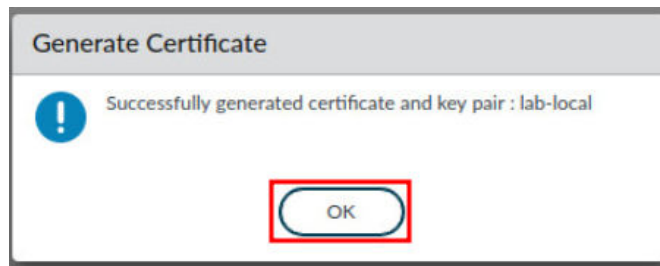 Generate Certificate
Successfully generated certificate and key pair : lab-local
OK